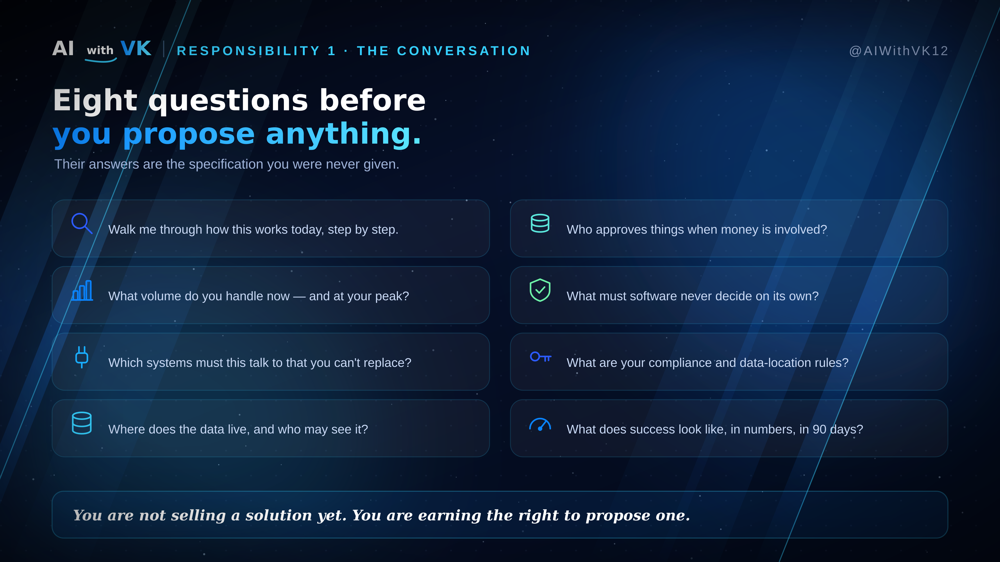 AI with VK | RESPONSIBILITY 1 · THE CONVERSATION
@AIWithVK12
Eight questions before
you propose anything.
Their answers are the specification you were never given.
Walk me through how this works today, step by step.
What volume do you handle now — and at your peak?
Which systems must this talk to that you can't replace?
Where does the data live, and who may see it?
Who approves things when money is involved?
What must software never decide on its own?
What are your compliance and data-location rules?
What does success look like, in numbers, in 90 days?
You are not selling a solution yet. You are earning the right to propose one.